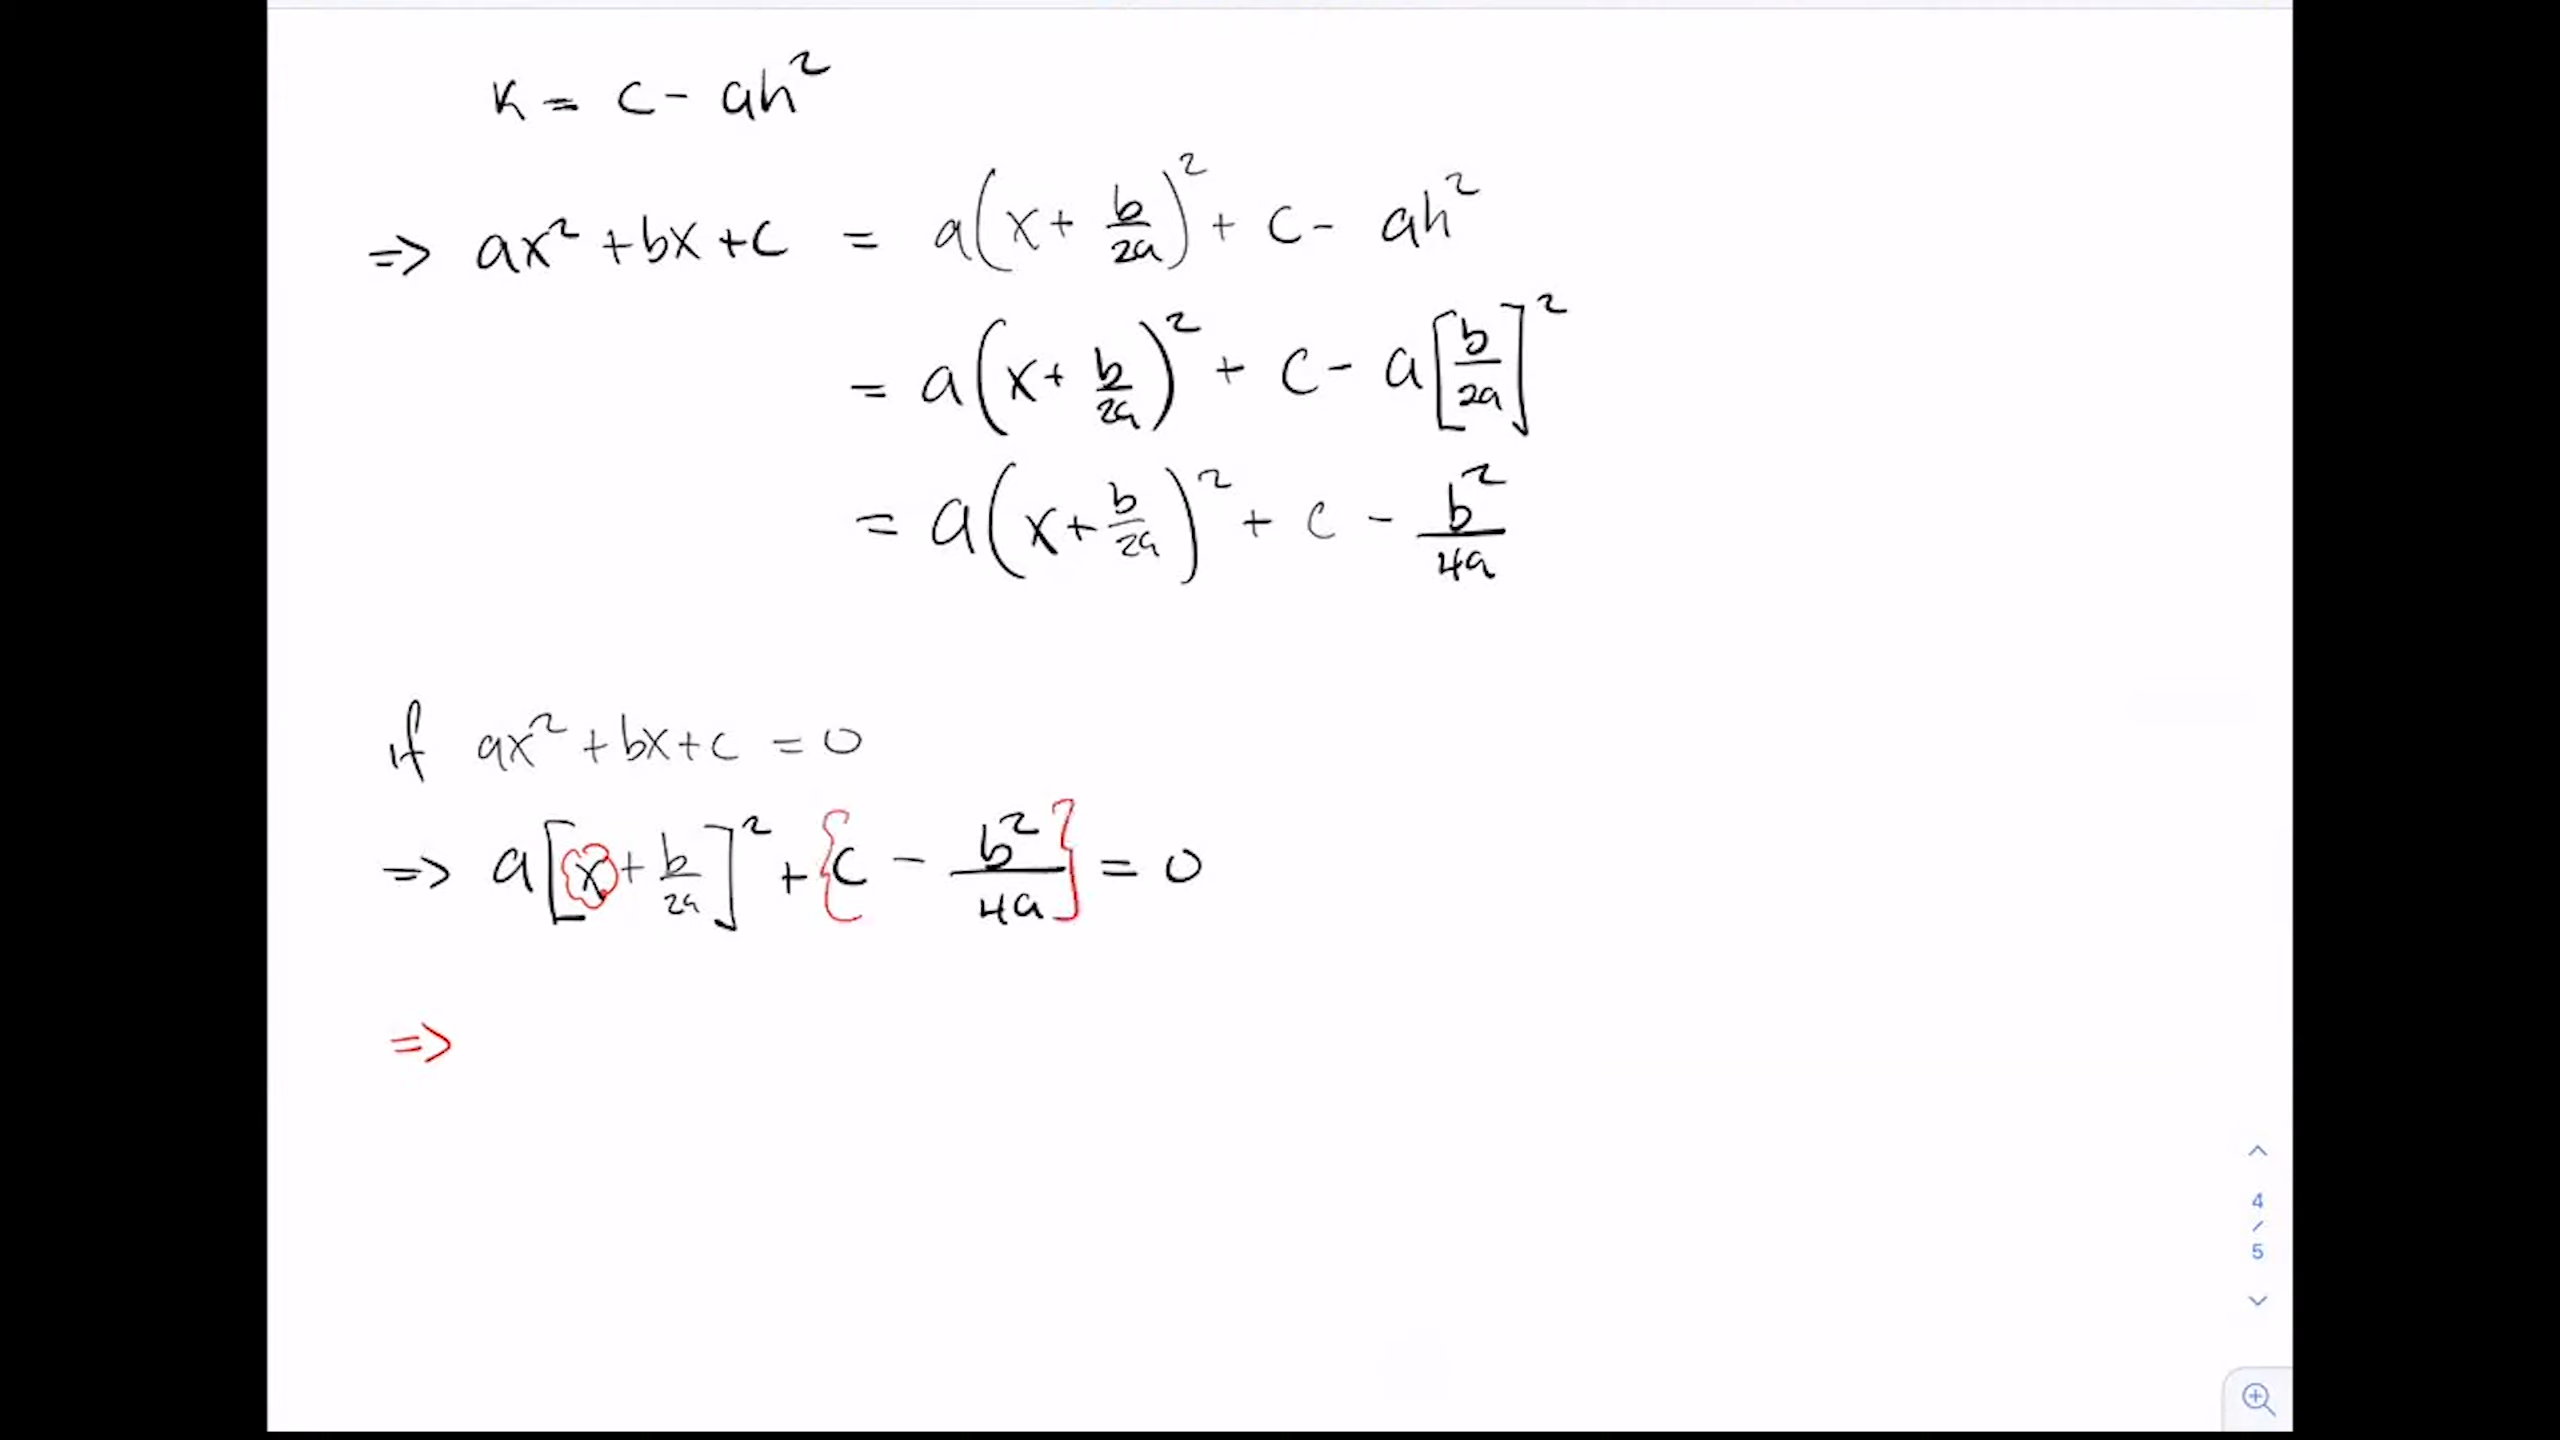 K = c - ah²
=> ax² + bx + c = a(x + b/2a)² + c - ah²
= a(x + b/2a)² + c - a[b/2a]²
= a(x + b/2a)² + c - b²/4a
if ax² + bx + c = 0
=> a[x + b/2a]² + {c - b²/4a} = 0
=>
4
/
5